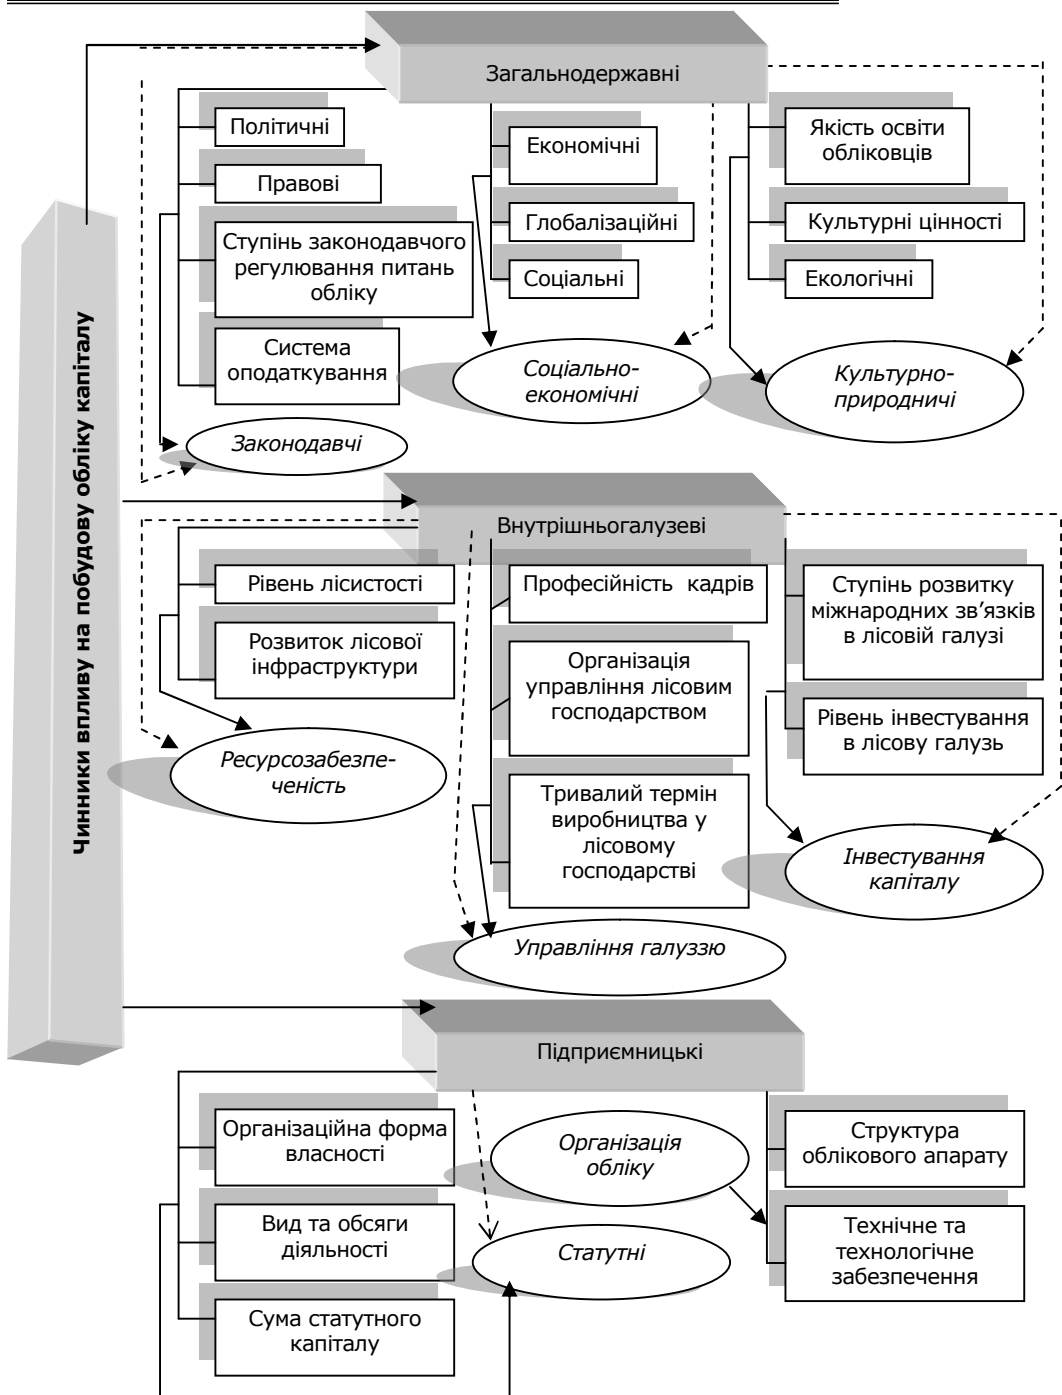 Загальнодержавні
Політичні
Правові
Ступінь законодавчого
регулювання питань
обліку
Система
оподаткування
Законодавчі
Економічні
Глобалізаційні
Соціальні
Соціально-
економічні
Якість освіти
обліковців
Культурні цінності
Екологічні
Культурно-
природничі
Чинники впливу на побудову обліку капіталу
Внутрішньогалузеві
Рівень лісистості
Розвиток лісової
інфраструктури
Ресурсозабезпе-
ченість
Професійність кадрів
Організація
управління лісовим
господарством
Тривалий термін
виробництва у
лісовому
господарстві
Управління галуззю
Ступінь розвитку
міжнародних зв’язків
в лісовій галузі
Рівень інвестування
в лісову галузь
Інвестування
капіталу
Підприємницькі
Організаційна форма
власності
Вид та обсяги
діяльності
Сума статутного
капіталу
Організація
обліку
Статутні
Структура
облікового апарату
Технічне та
технологічне
забезпечення